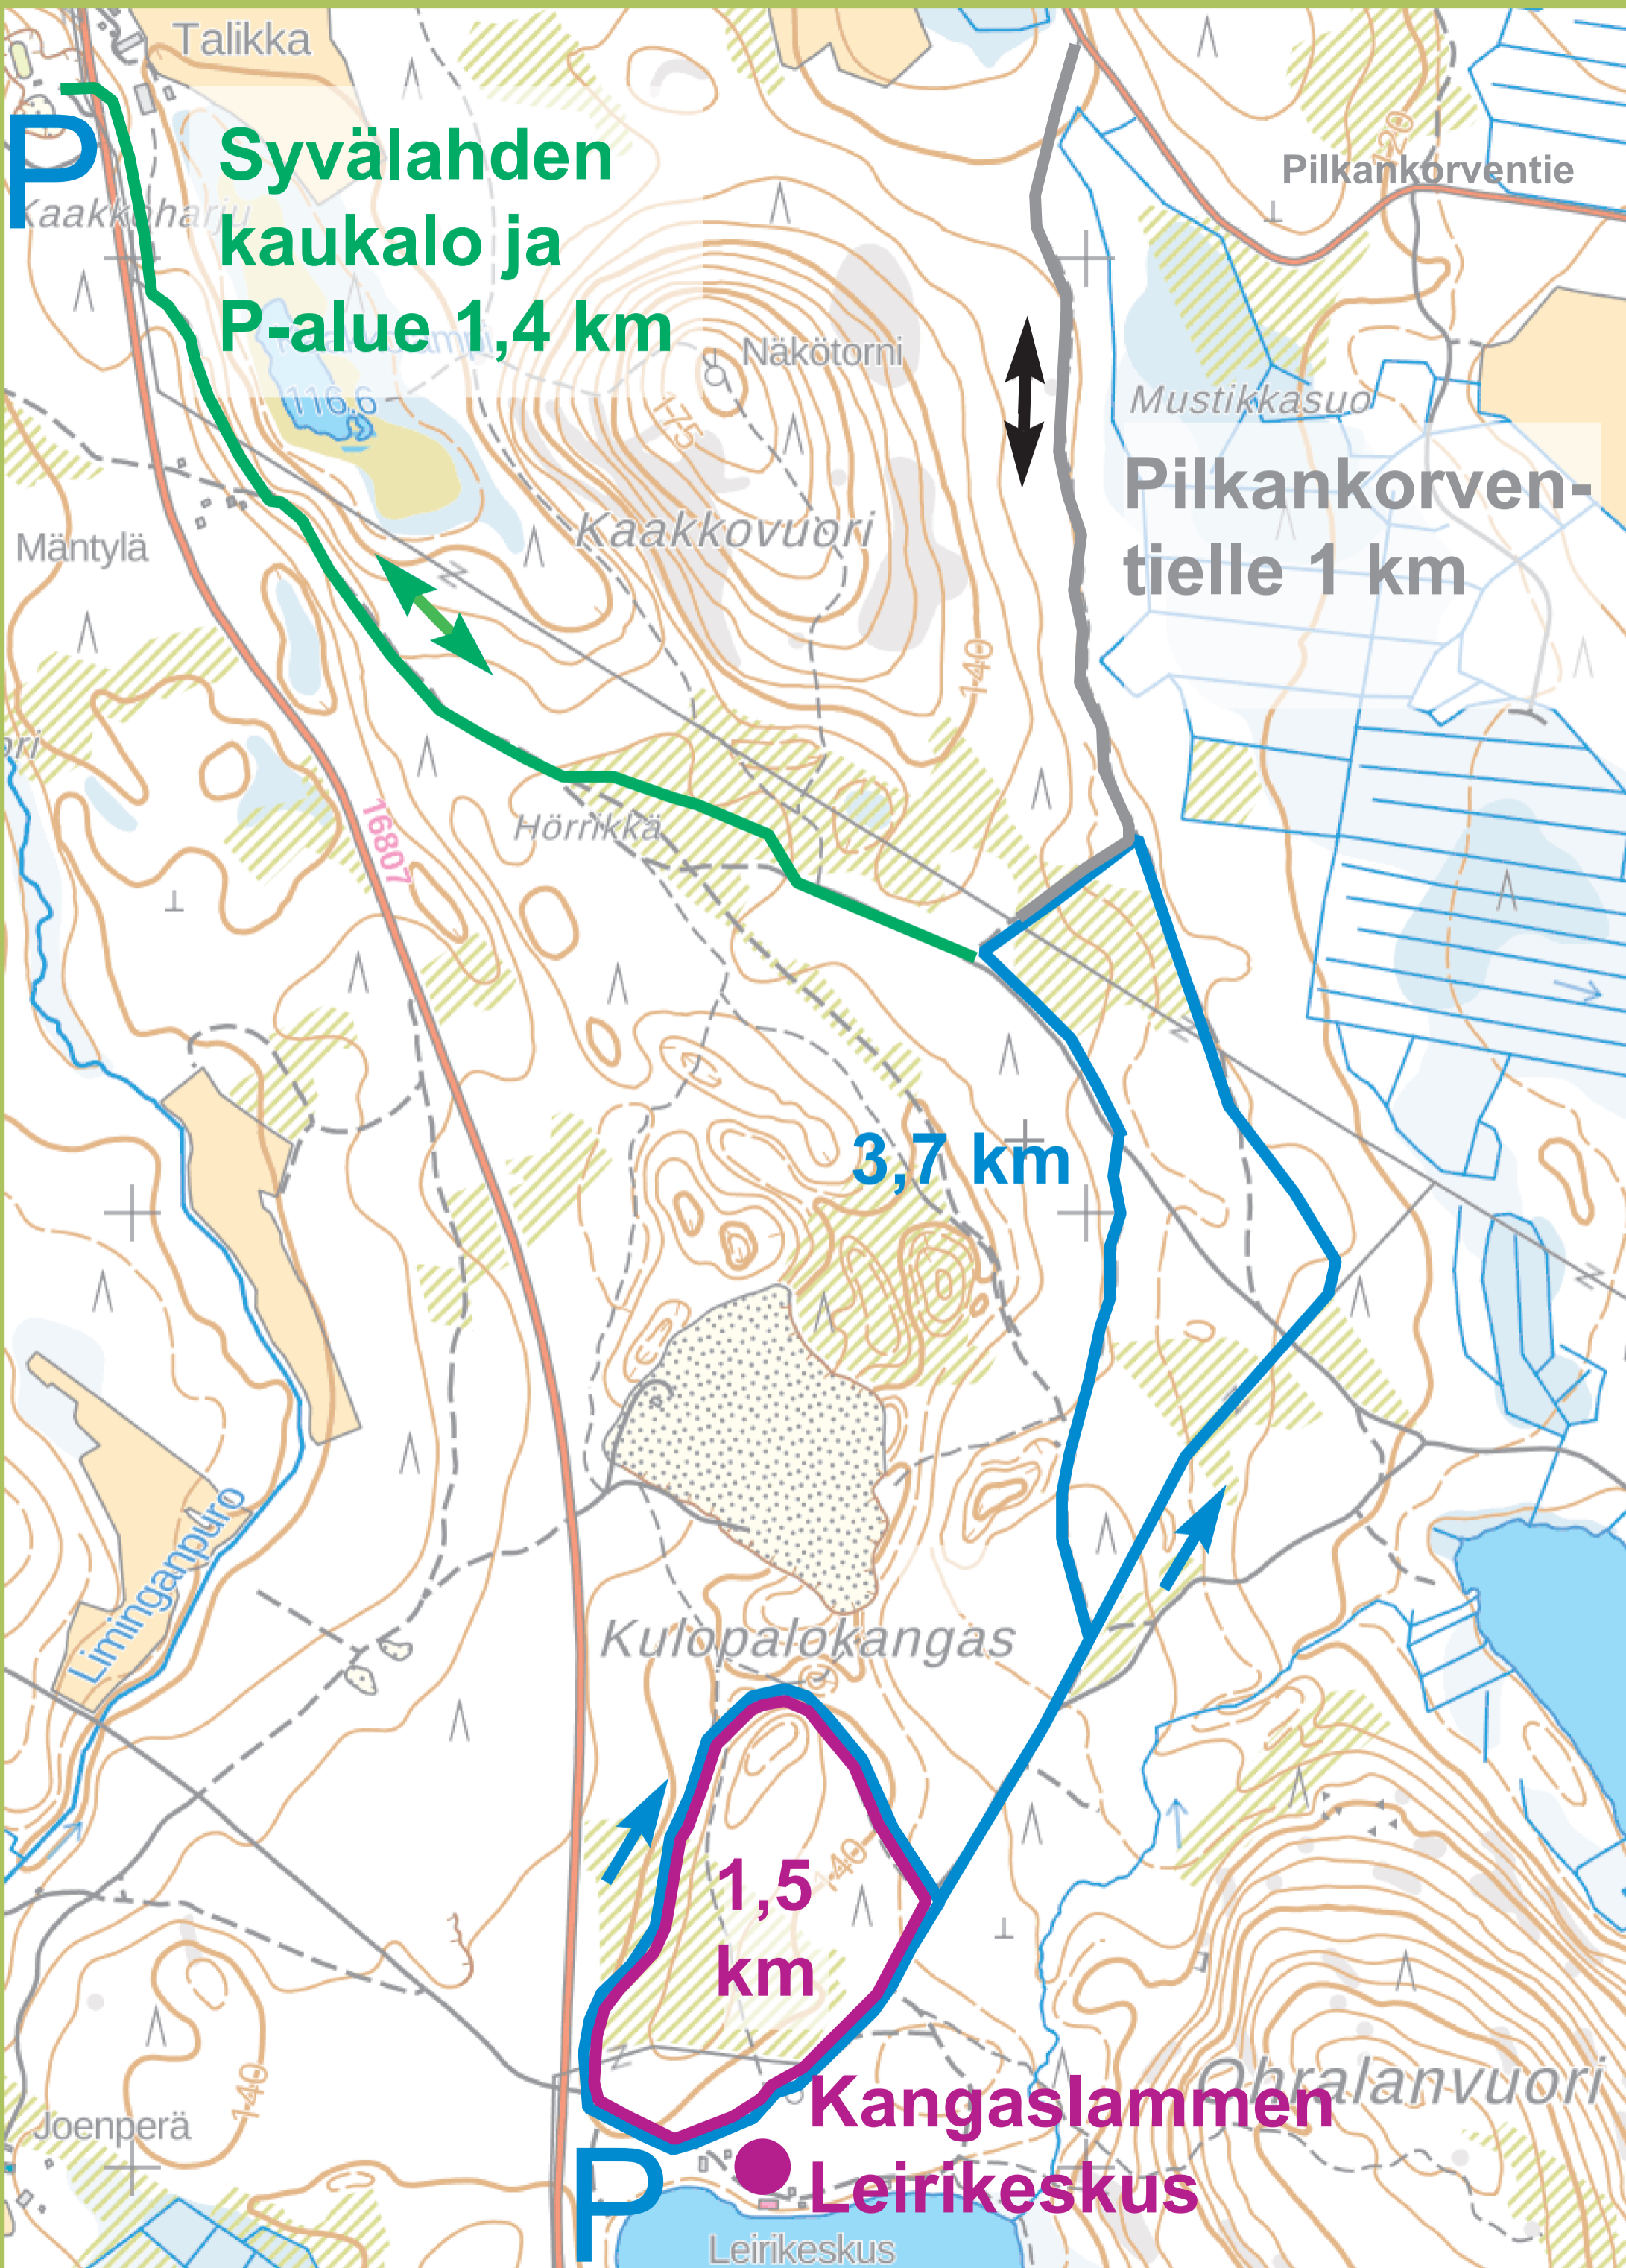 Talikka
P
Kaakkoharju
Syvälahden
kaukalo ja
P-alue 1,4 km
116.6
Pilkankorventie
120
Näkötorni
175
Mustikkasuo
Pilkankorven-
tielle 1 km
Kaakkovuori
Mäntylä
140
16807
Hörrikkä
3,7 km
Liminganpuro
Kulopalokangas
140
1,5
km
Ohralanvuori
140
Joenperä
Kangaslammen
Leirikeskus
P
Leirikeskus